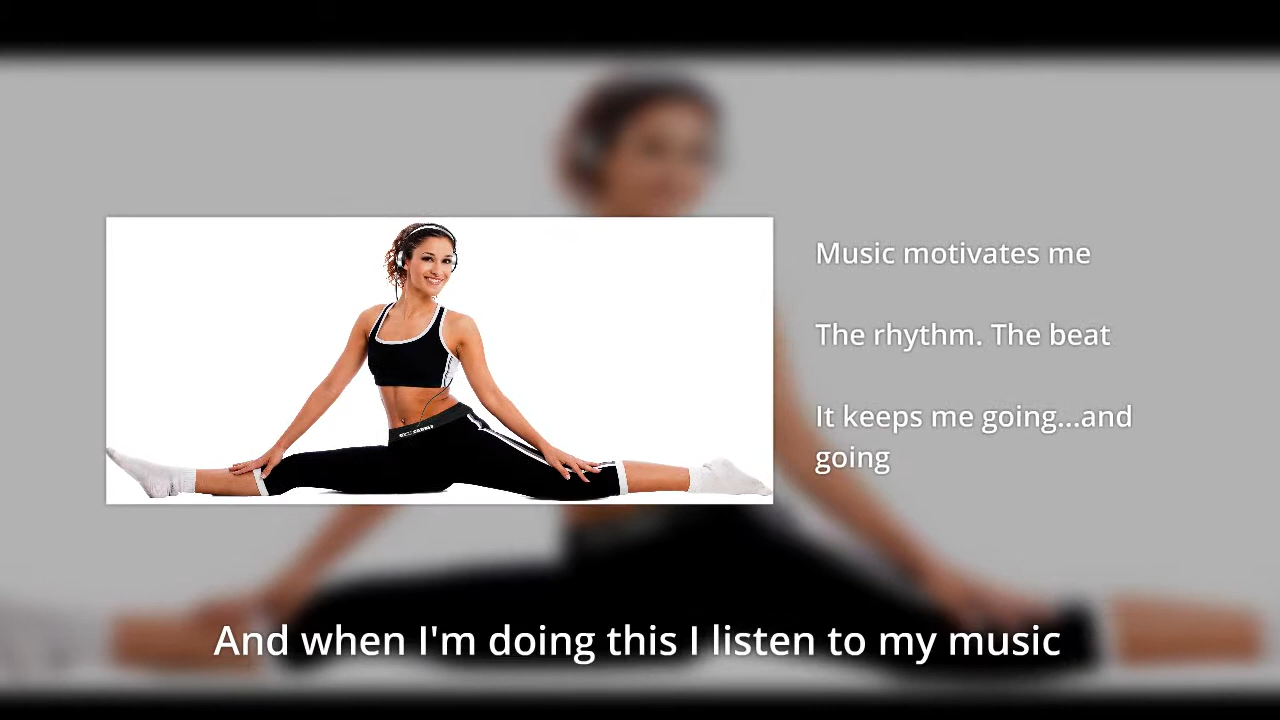 Music motivates me
The rhythm. The beat
It keeps me going...and
going
And when I'm doing this I listen to my music